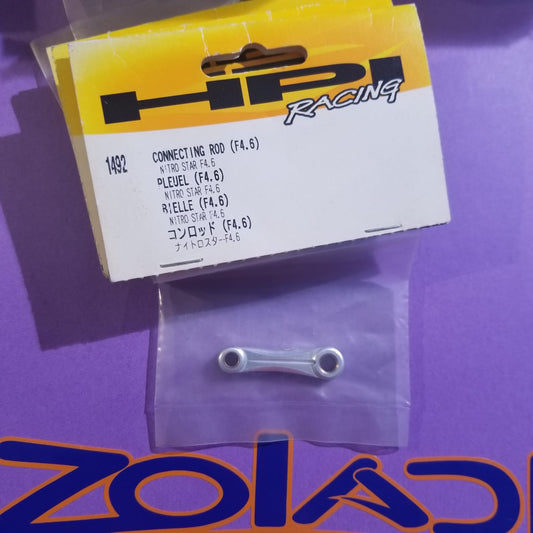 HPI
RACING
1492 CONNECTING ROD (F4.6)
NITRO STAR F4.6
PLEUEL (F4.6)
NITRO STAR F4.6
BIELLE (F4.6)
NITRO STAR F4.6
コンロッド (F4.6)
ナイトロスターF4.6